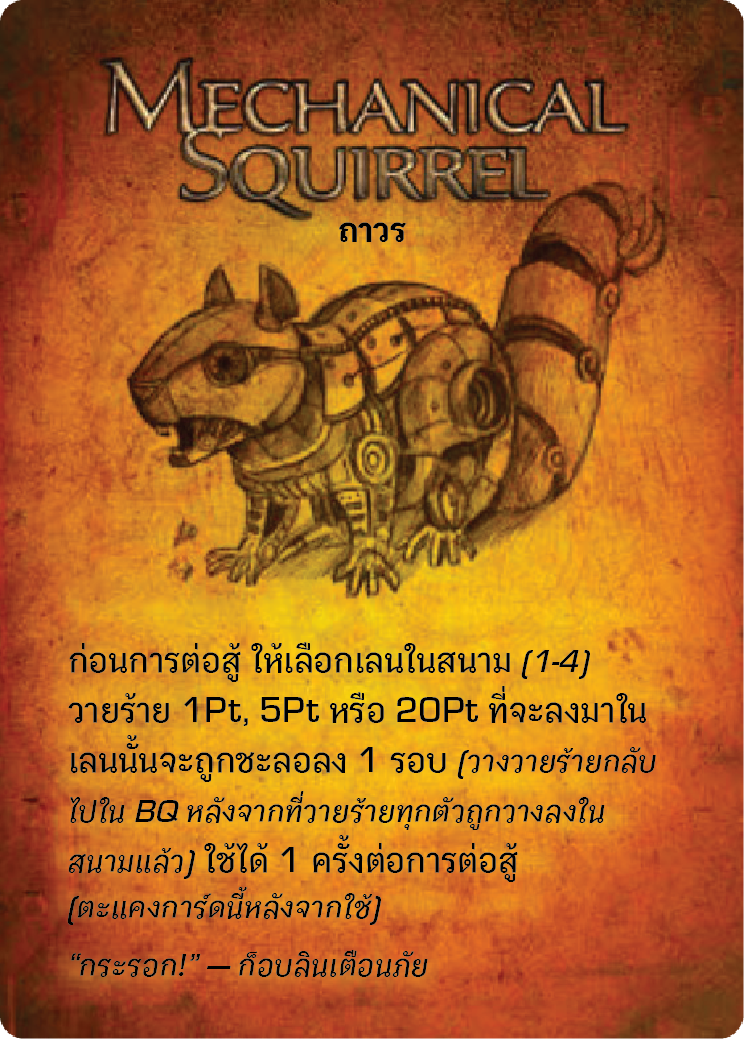 MECHANICAL
SQUIRREL
ถาวร
ก่อนการต่อสู้ ให้เลือกเลนในสนาม (1-4)
วายร้าย 1Pt, 5Pt หรือ 20Pt ที่จะลงมาใน
เลนนั้นจะถูกชะลอลง 1 รอบ (วางวายร้ายกลับ
ไปใน BQ หลังจากที่วายร้ายทุกตัวถูกวางลงใน
สนามแล้ว) ใช้ได้ 1 ครั้งต่อการต่อสู้
(ตะแคงการ์ดนี้หลังจากใช้)
“กระรอก!” — ก็อบลินเตือนภัย